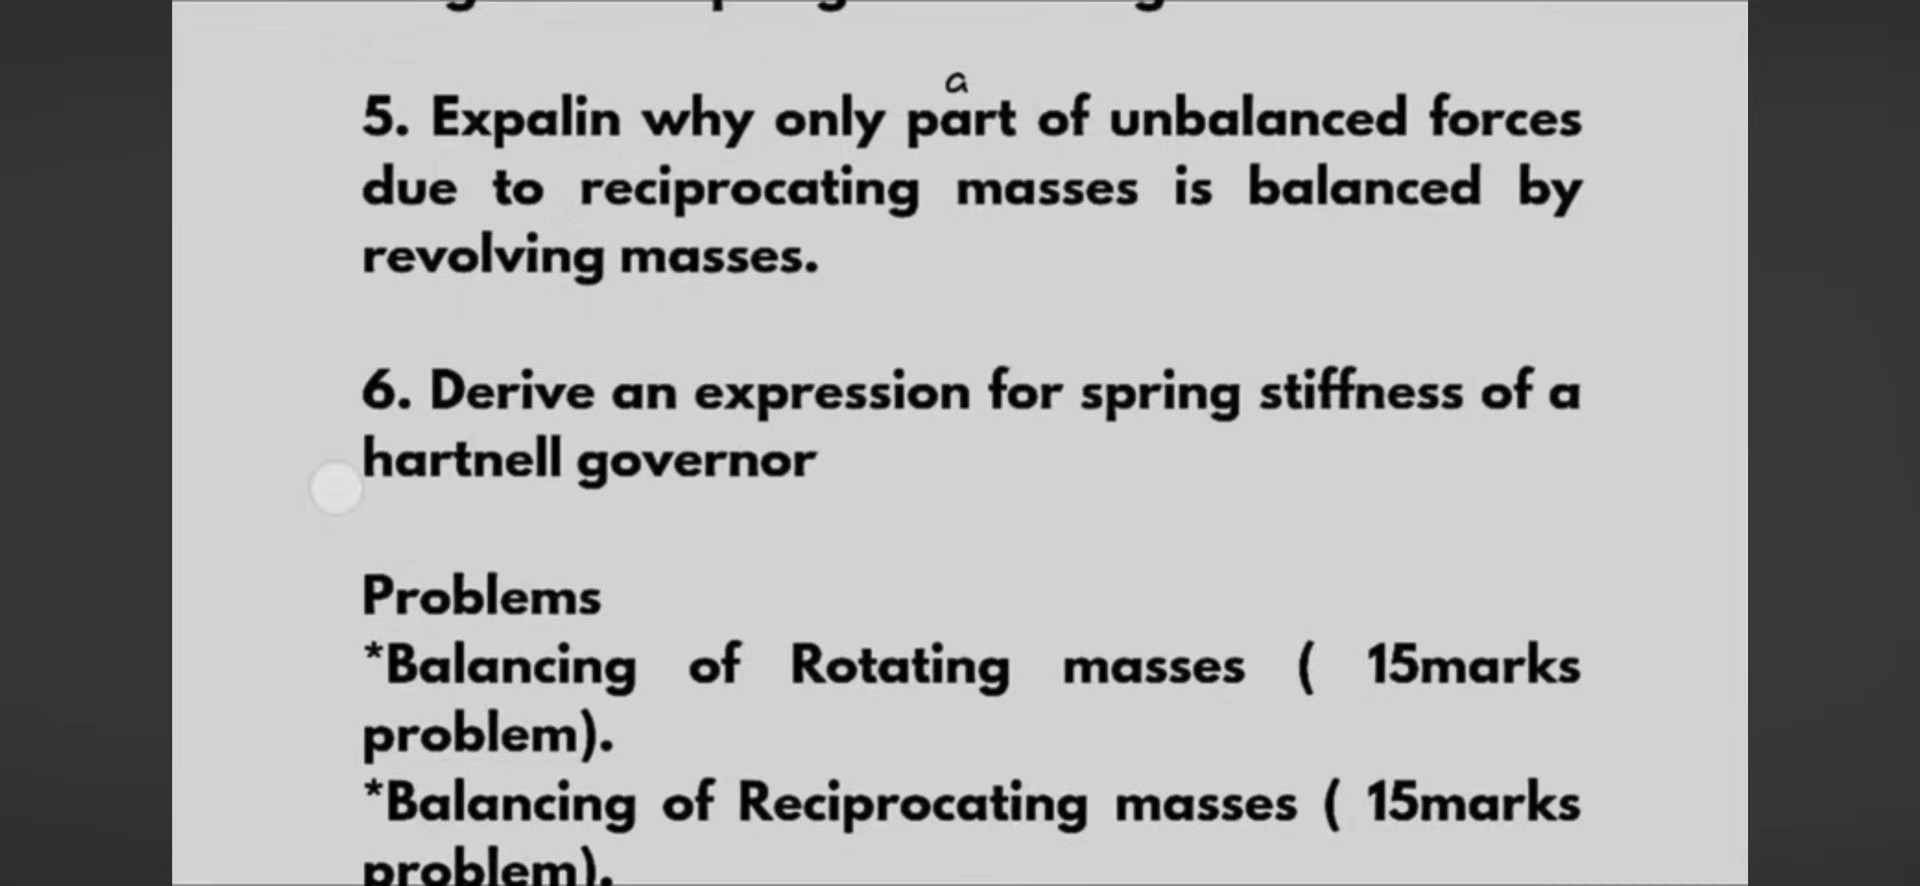 a
5. Expalin why only part of unbalanced forces
due to reciprocating masses is balanced by
revolving masses.
6. Derive an expression for spring stiffness of a
hartnell governor
Problems
*Balancing of Rotating masses ( 15marks
problem).
*Balancing of Reciprocating masses ( 15marks
problem).